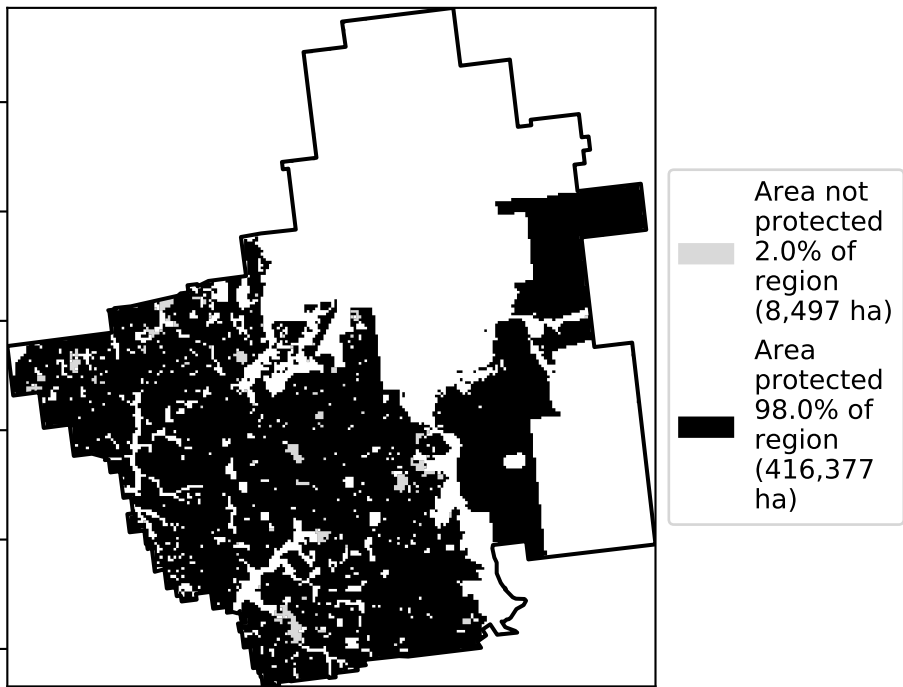 Area not
protected
2.0% of
region
(8,497 ha)
Area
protected
98.0% of
region
(416,377
ha)